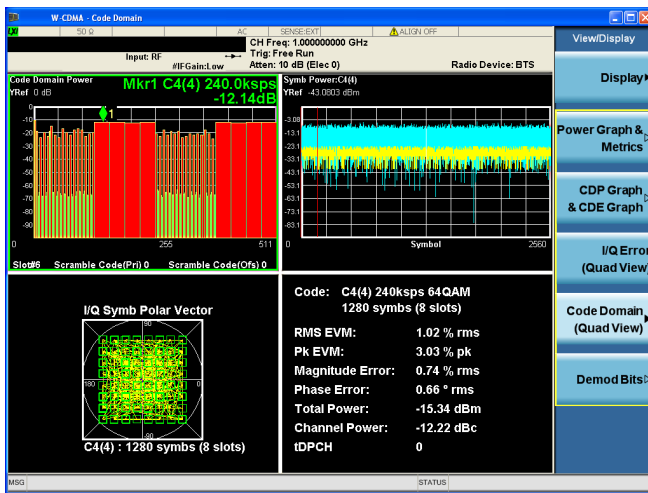 W-CDMA - Code Domain
LXI 50 Ω AC SENSE:EXT ALIGN OFF
CH Freq: 1.000000000 GHz
Input: RF Trig: Free Run
#IFGain:Low Atten: 10 dB (Elec 0) Radio Device: BTS
Code Domain Power Mkr1 C4(4) 240.0ksps
YRef 0 dB -12.14dB
1
0
-10
-20
-30
-40
-50
-60
-70
-80
-90
0 255 511
Slot#6 Scramble Code(Pri) 0 Scramble Code(Ofs) 0
Symb Power:C4(4)
YRef -43.0803 dBm
-3.08
-13.1
-23.1
-33.1
-43.1
-53.1
-63.1
-73.1
-83.1
0 Symbol 2560
I/Q Symb Polar Vector
90
180 0
-90
C4(4) : 1280 symbs (8 slots)
Code: C4(4) 240ksps 64QAM
1280 symbs (8 slots)
RMS EVM: 1.02 % rms
Pk EVM: 3.03 % pk
Magnitude Error: 0.74 % rms
Phase Error: 0.66 ° rms
Total Power: -15.34 dBm
Channel Power: -12.22 dBc
tDPCH 0
View/Display
Display
Power Graph &
Metrics
CDP Graph
& CDE Graph
I/Q Error
(Quad View)
Code Domain
(Quad View)
Demod Bits
MSG STATUS